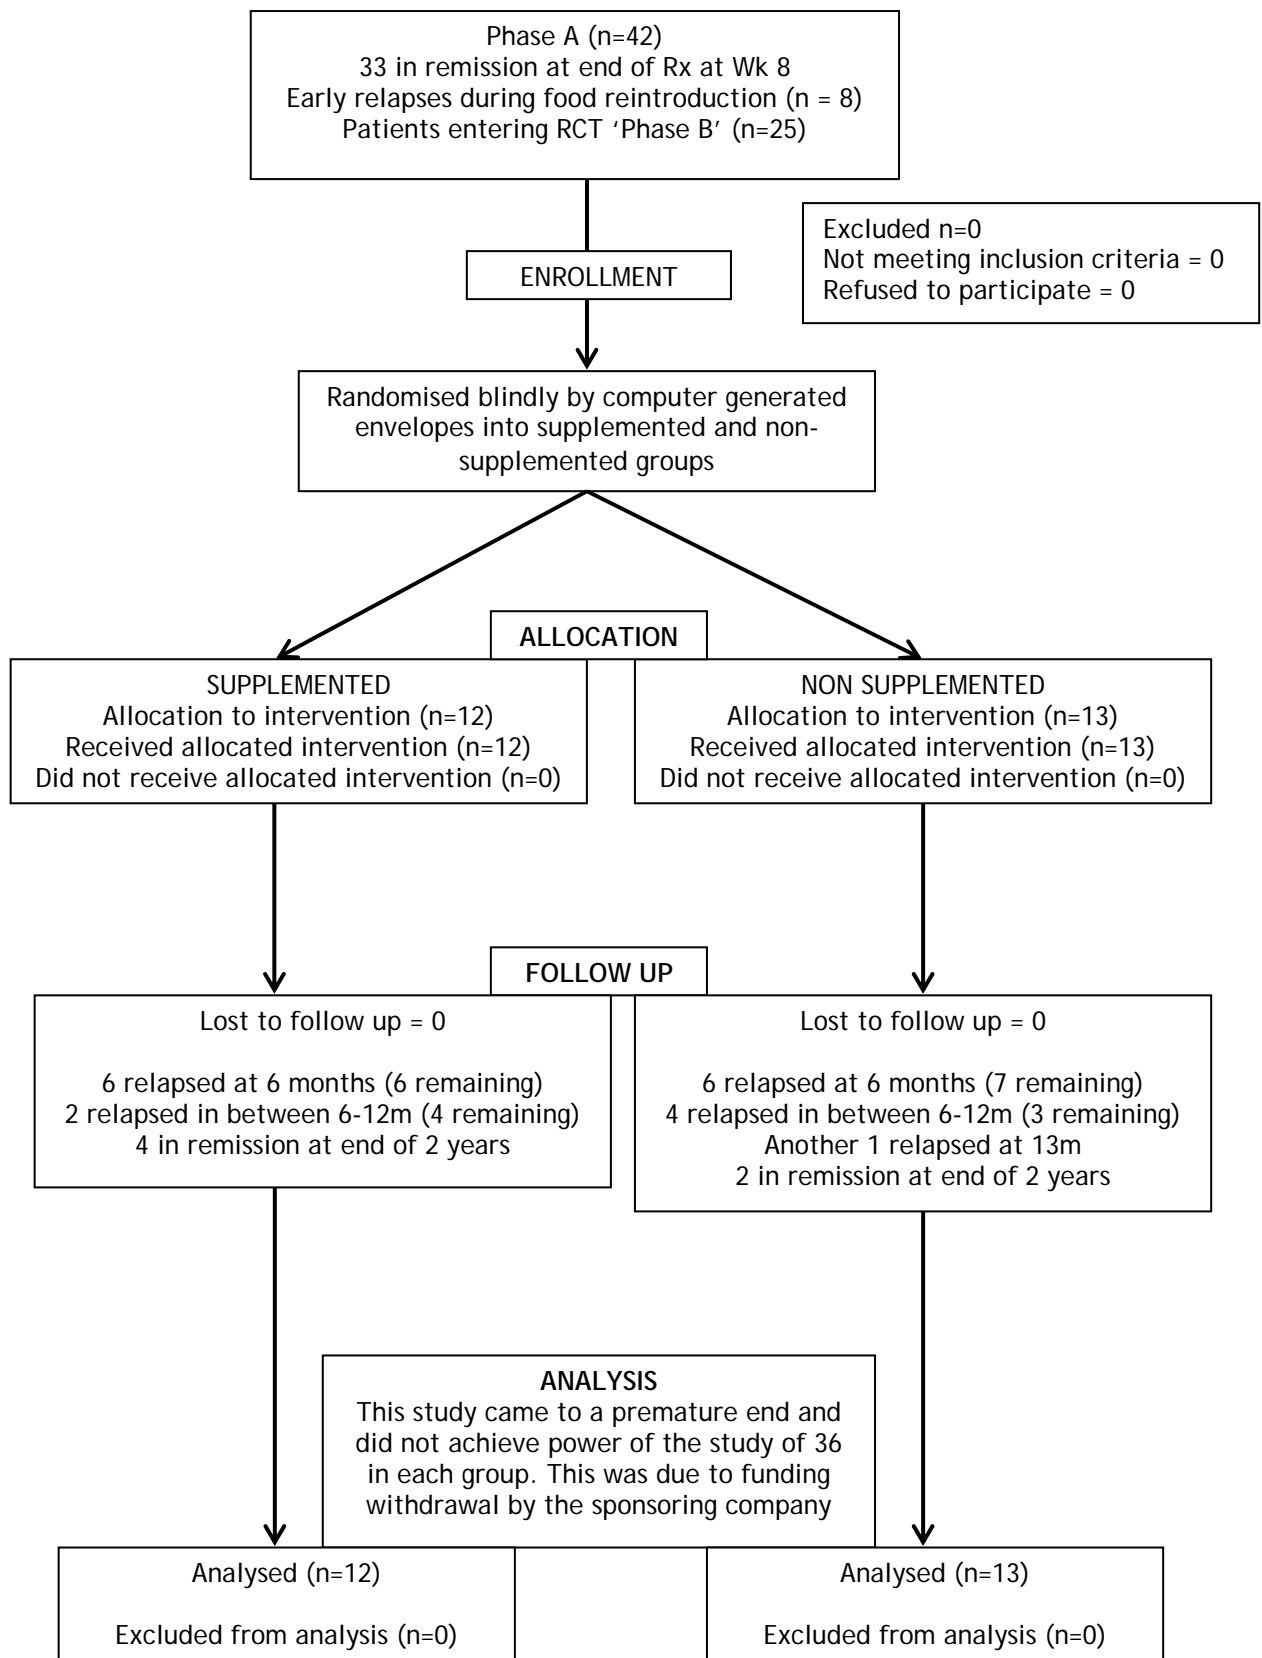 Phase A (n=42)
33 in remission at end of Rx at Wk 8
Early relapses during food reintroduction (n = 8)
Patients entering RCT ‘Phase B’ (n=25)
Excluded n=0
Not meeting inclusion criteria = 0
Refused to participate = 0
ENROLLMENT
Randomised blindly by computer generated
envelopes into supplemented and non-
supplemented groups
ALLOCATION
SUPPLEMENTED
Allocation to intervention (n=12)
Received allocated intervention (n=12)
Did not receive allocated intervention (n=0)
NON SUPPLEMENTED
Allocation to intervention (n=13)
Received allocated intervention (n=13)
Did not receive allocated intervention (n=0)
FOLLOW UP
Lost to follow up = 0
6 relapsed at 6 months (6 remaining)
2 relapsed in between 6-12m (4 remaining)
4 in remission at end of 2 years
Lost to follow up = 0
6 relapsed at 6 months (7 remaining)
4 relapsed in between 6-12m (3 remaining)
Another 1 relapsed at 13m
2 in remission at end of 2 years
ANALYSIS
This study came to a premature end and
did not achieve power of the study of 36
in each group. This was due to funding
withdrawal by the sponsoring company
Analysed (n=12)
Excluded from analysis (n=0)
Analysed (n=13)
Excluded from analysis (n=0)